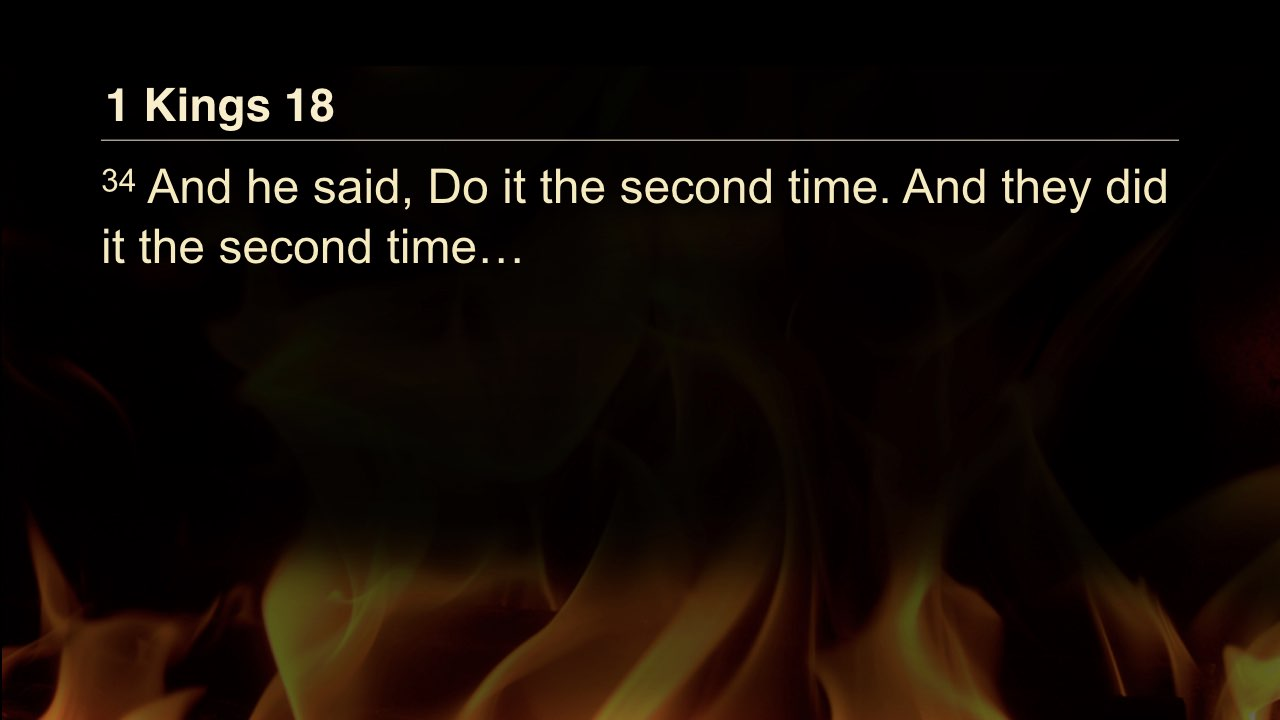 1 Kings 18
34 And he said, Do it the second time. And they did
it the second time…